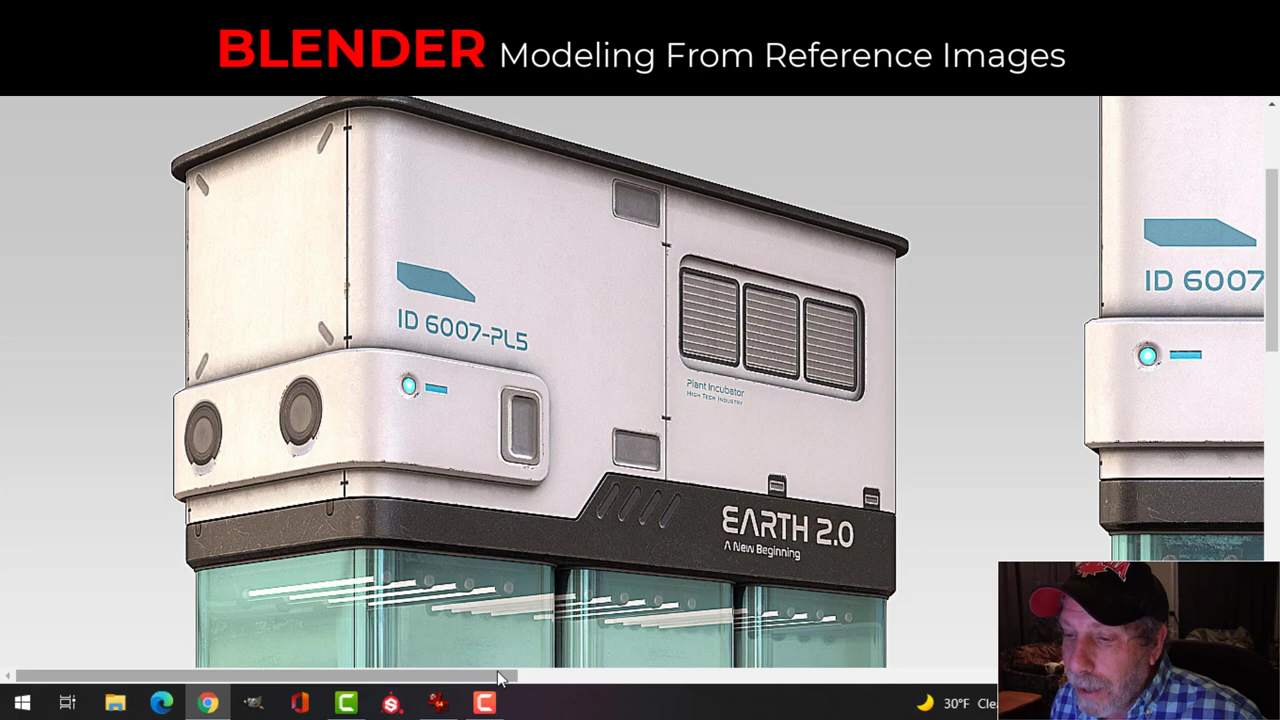 BLENDER Modeling From Reference Images
ID 6007-PL5
Plant Incubator
High Tech Industry
EARTH 2.0
A New Beginning
ID 6007
30°F Cle